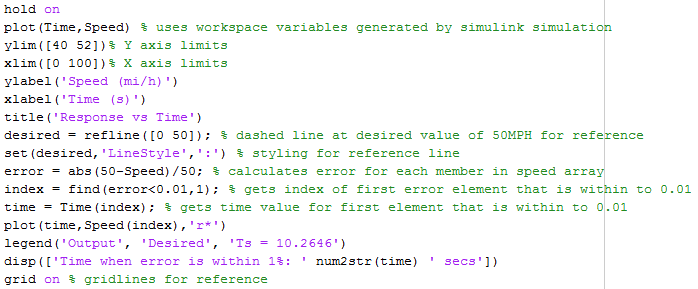 hold on
plot(Time,Speed) % uses workspace variables generated by simulink simulation
ylim([40 52])% Y axis limits
xlim([0 100])% X axis limits
ylabel('Speed (mi/h)')
xlabel('Time (s)')
title('Response vs Time')
desired = refline([0 50]); % dashed line at desired value of 50MPH for reference
set(desired,'LineStyle',':') % styling for reference line
error = abs(50-Speed)/50; % calculates error for each member in speed array
index = find(error<0.01,1); % gets index of first error element that is within to 0.01
time = Time(index); % gets time value for first element that is within to 0.01
plot(time,Speed(index),'r*')
legend('Output', 'Desired', 'Ts = 10.2646')
disp(['Time when error is within 1%: ' num2str(time) ' secs'])
grid on % gridlines for reference